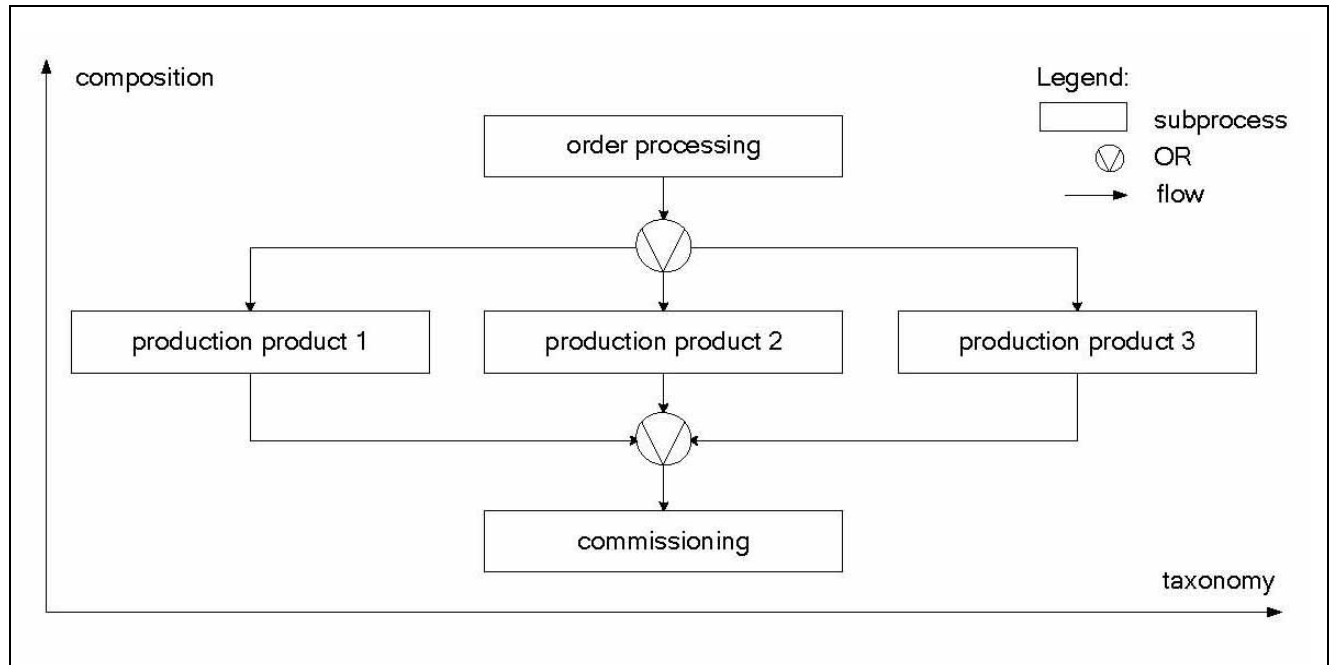 composition
Legend:
subprocess
OR
flow
order processing
production product 1
production product 2
production product 3
commissioning
taxonomy